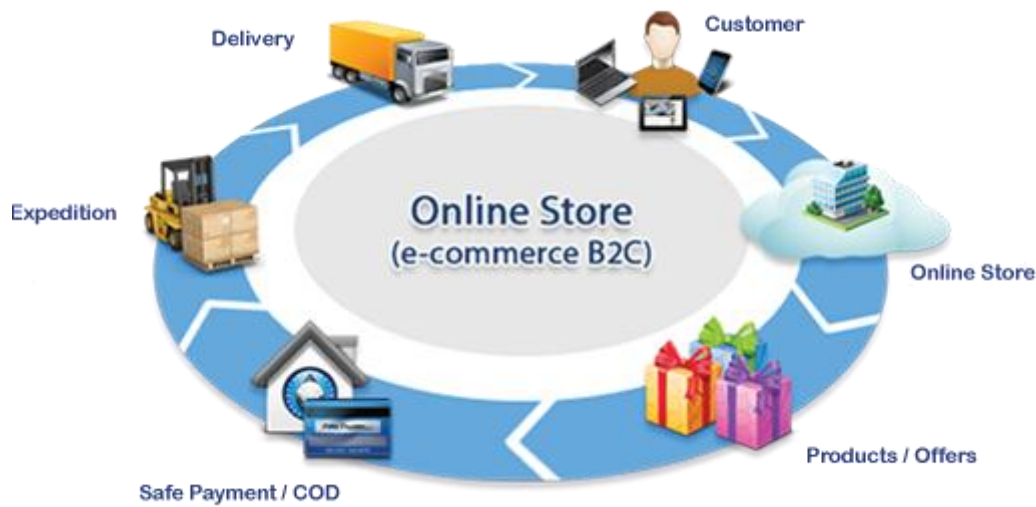 Delivery
Customer
Expedition
Online Store
(e-commerce B2C)
Online Store
Products / Offers
Safe Payment / COD